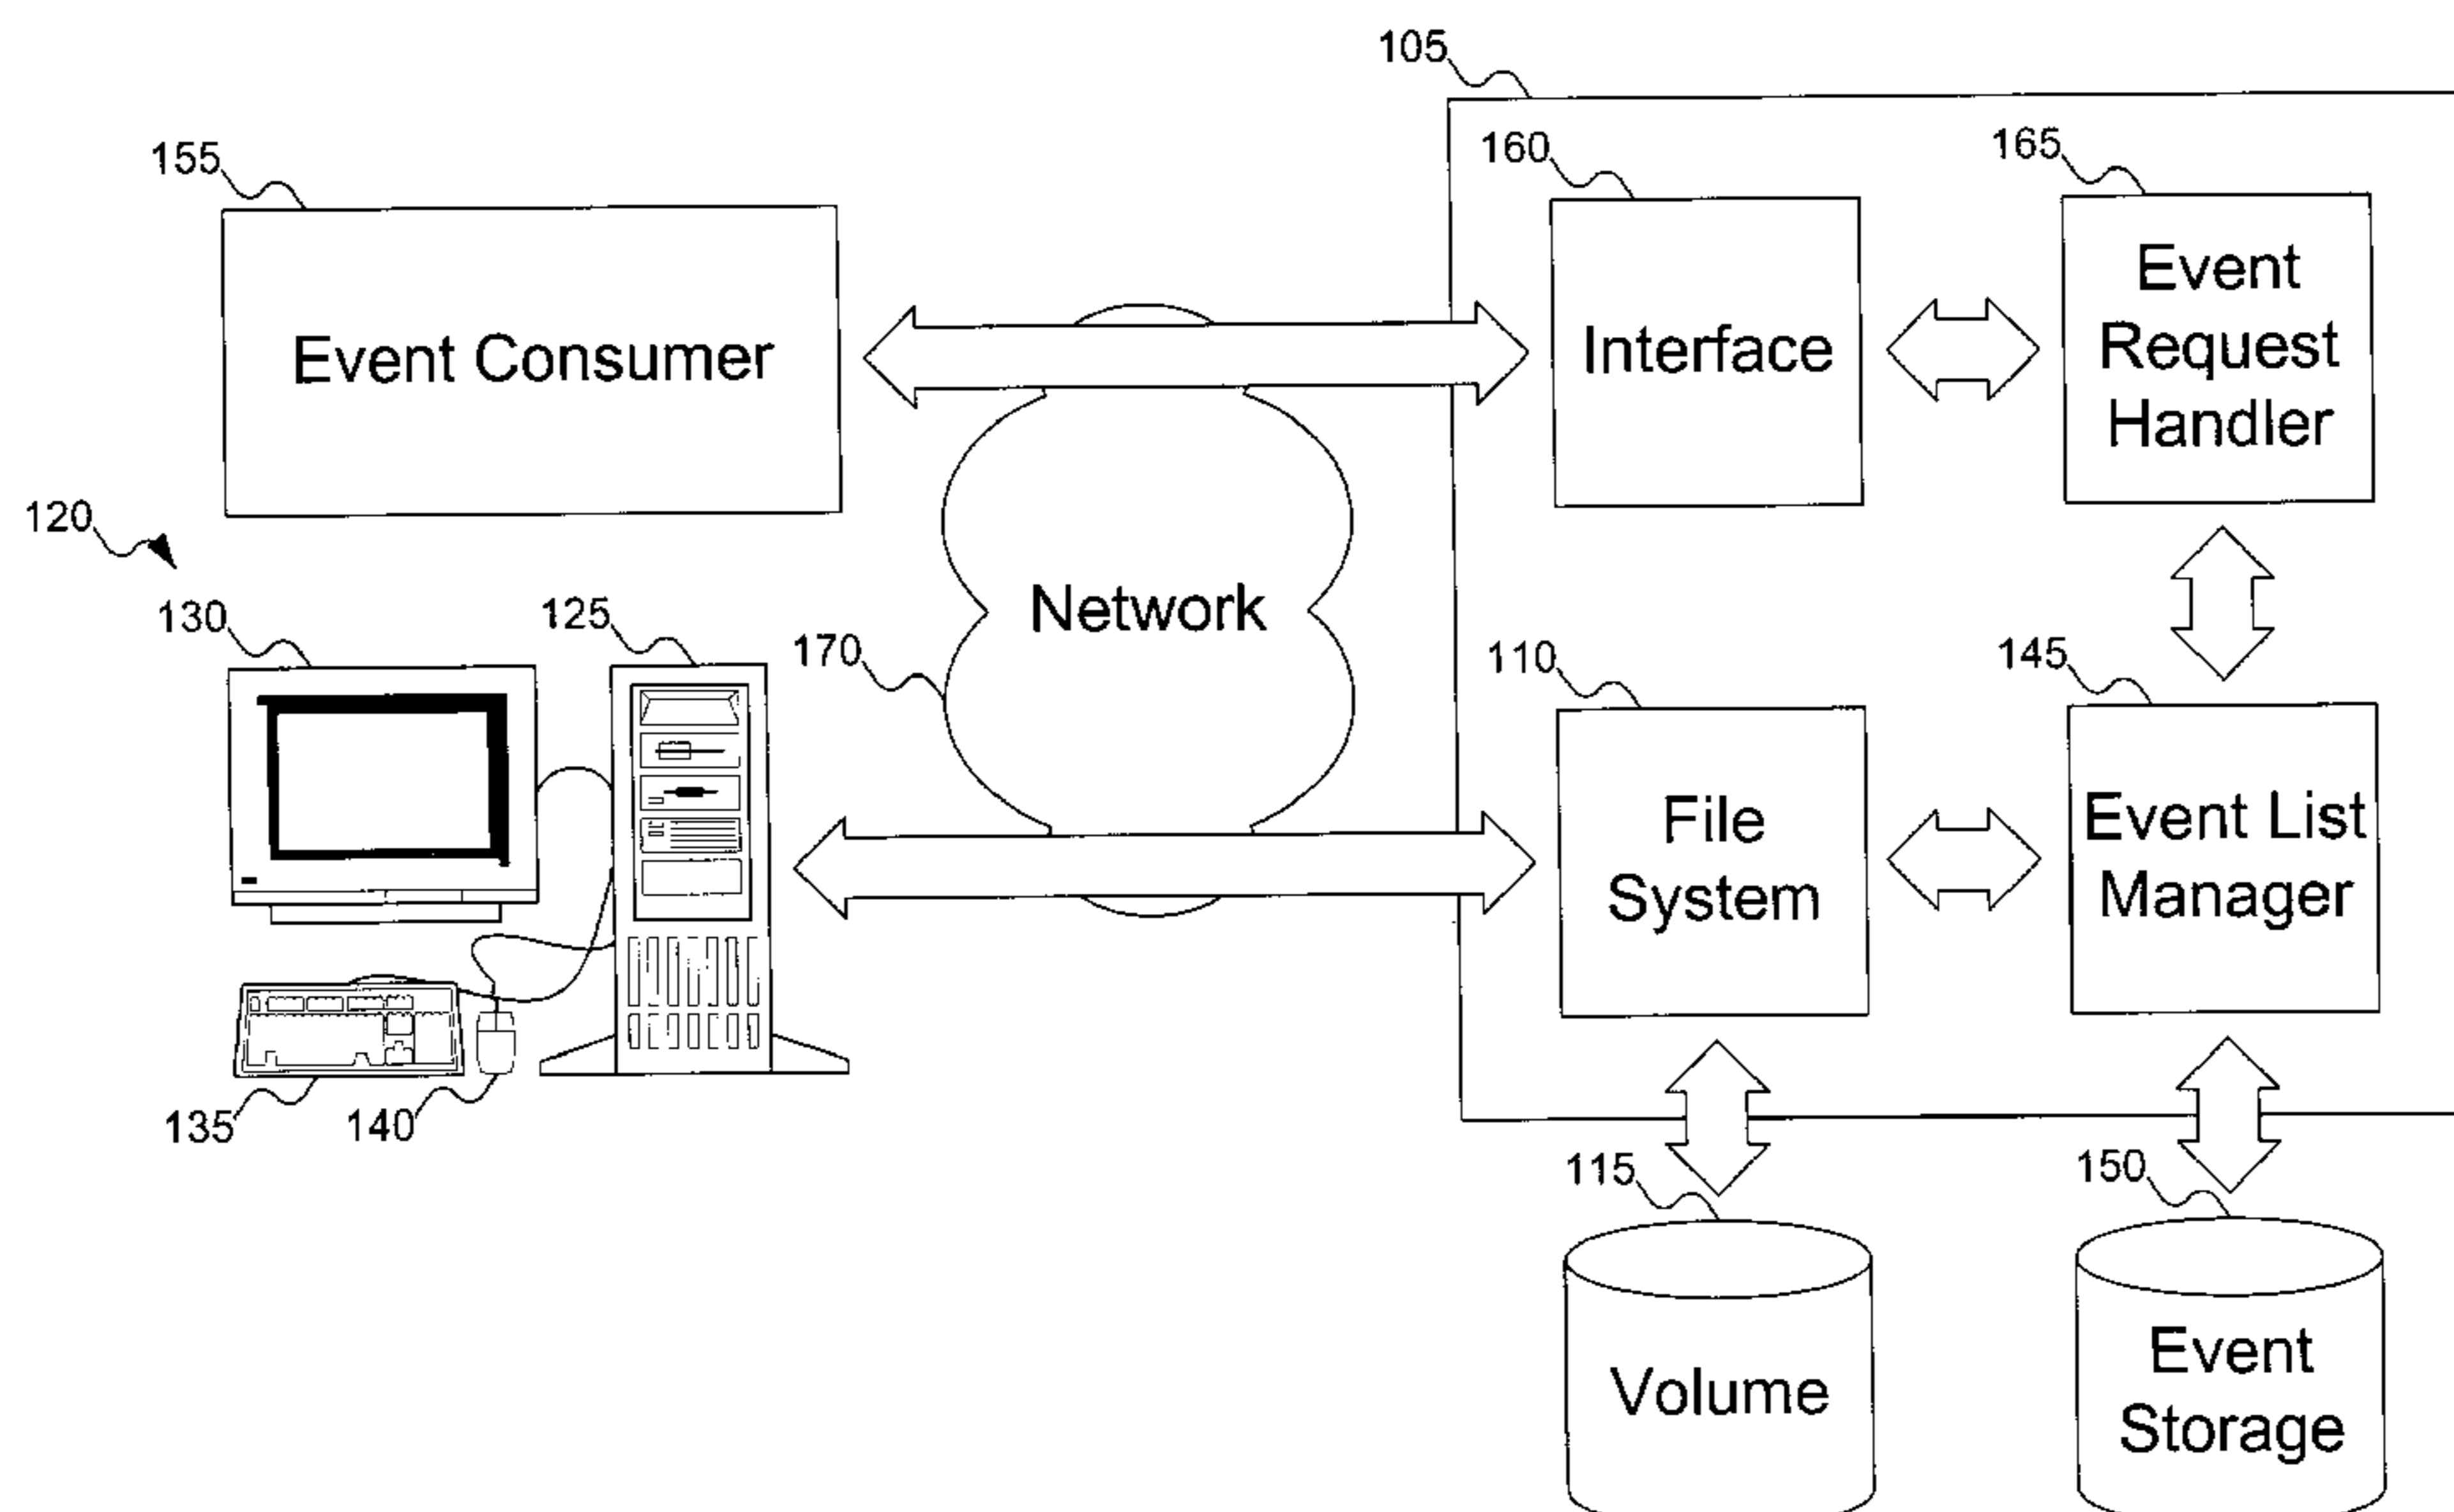 105
155
160
165
Event Consumer
Interface
Event
Request
Handler
120
130
125
170
Network
110
145
File
System
Event List
Manager
135
140
115
150
Volume
Event
Storage